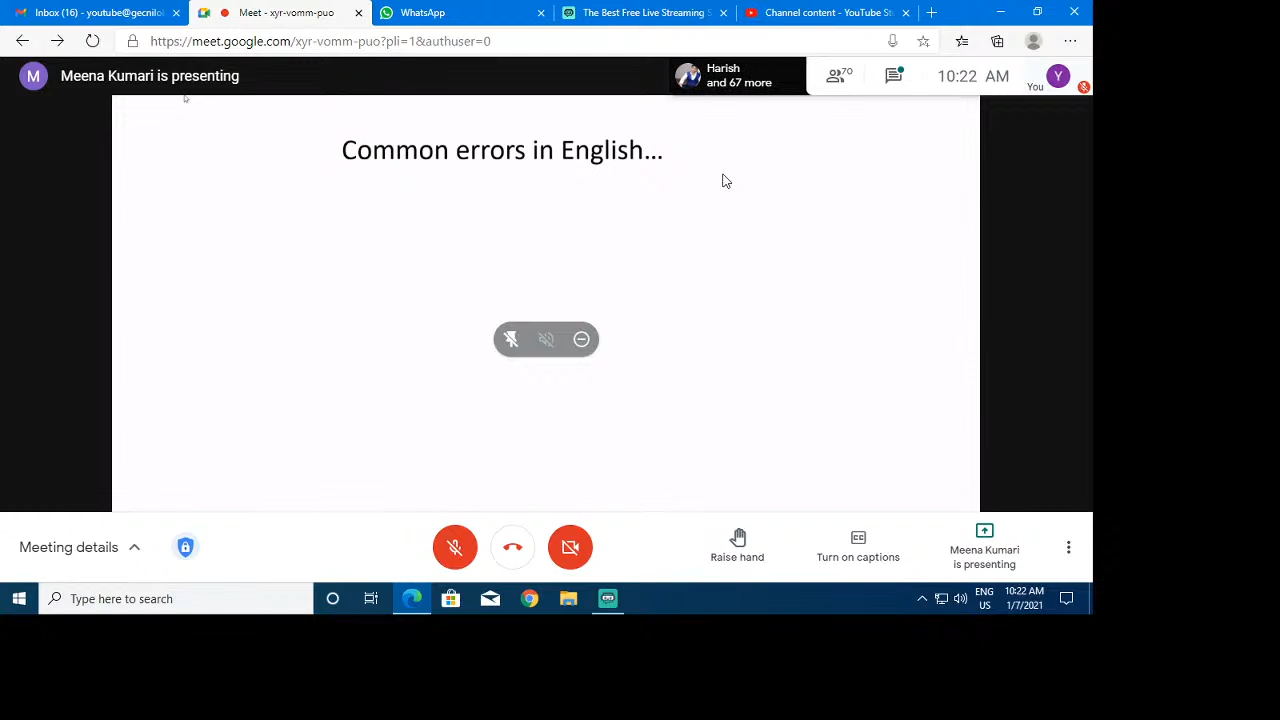 Inbox (16) - youtube@gecnilo
Meet - xyr-vomm-puo
WhatsApp
The Best Free Live Streaming S
Channel content - YouTube St
https://meet.google.com/xyr-vomm-puo?pli=1&authuser=0
M
Meena Kumari is presenting
Harish
and 67 more
70
10:22 AM
You
Y
Common errors in English...
Meeting details
Raise hand
Turn on captions
Meena Kumari
is presenting
Type here to search
ENG
US
10:22 AM
1/7/2021